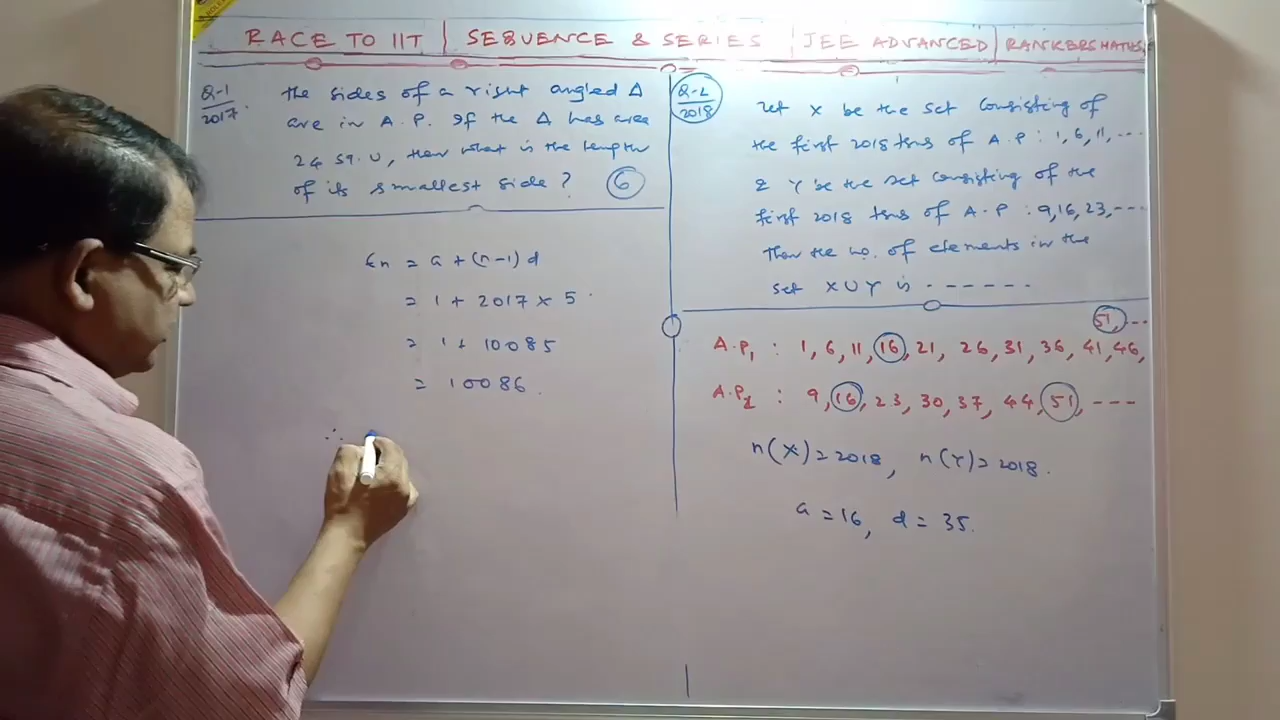 RACE TO IIT | SEQUENCE & SERIES | JEE ADVANCED | RANKERS MATHS
Q-1
2017
The sides of a right angled Δ
are in A.P. If the Δ has area
24 sq.U, then what is the length
of its smallest side? 6
Q-2
2018
Let X be the set consisting of
the first 2018 tms of A.P : 1, 6, 11, ---
& Y be the set consisting of the
first 2018 tms of A.P : 9, 16, 23, ---
Then the no. of elements in the
set X∪Y is ------
tn = a + (n-1) d
= 1 + 2017 × 5
= 1 + 10085
= 10086.
∴
51, ---
A.P1 : 1, 6, 11, 16, 21, 26, 31, 36, 41, 46,
A.P2 : 9, 16, 23, 30, 37, 44, 51, ---
n(X) = 2018, n(Y) = 2018.
a = 16, d = 35.